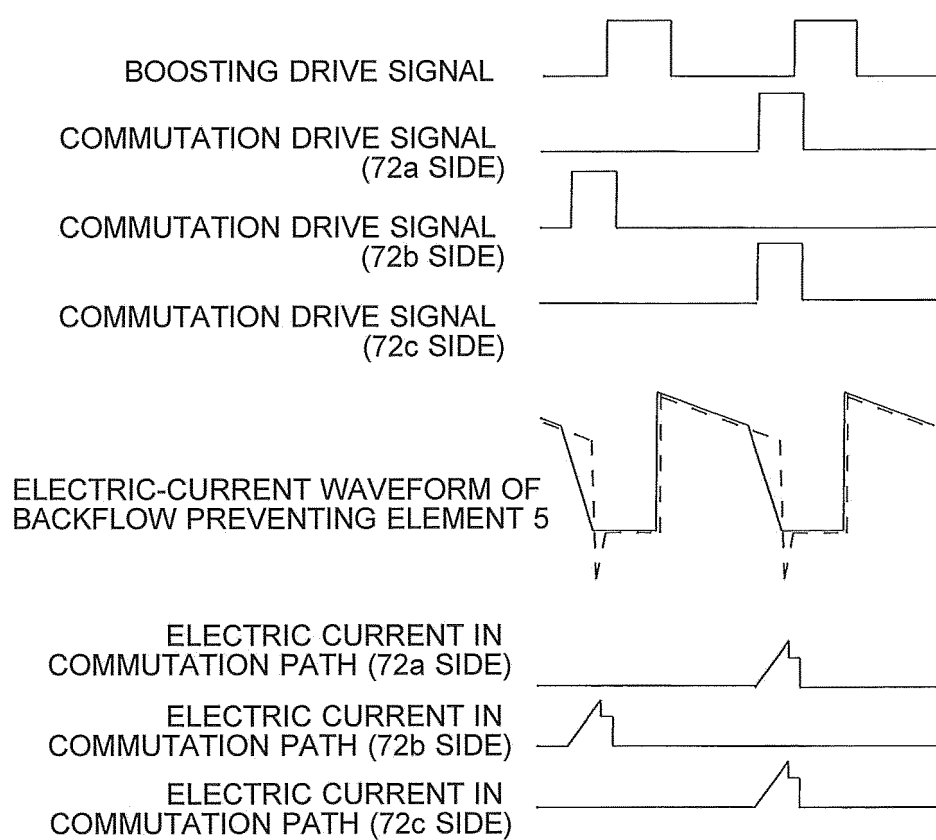 BOOSTING DRIVE SIGNAL
COMMUTATION DRIVE SIGNAL
(72a SIDE)
COMMUTATION DRIVE SIGNAL
(72b SIDE)
COMMUTATION DRIVE SIGNAL
(72c SIDE)
ELECTRIC-CURRENT WAVEFORM OF
BACKFLOW PREVENTING ELEMENT 5
ELECTRIC CURRENT IN
COMMUTATION PATH (72a SIDE)
ELECTRIC CURRENT IN
COMMUTATION PATH (72b SIDE)
ELECTRIC CURRENT IN
COMMUTATION PATH (72c SIDE)